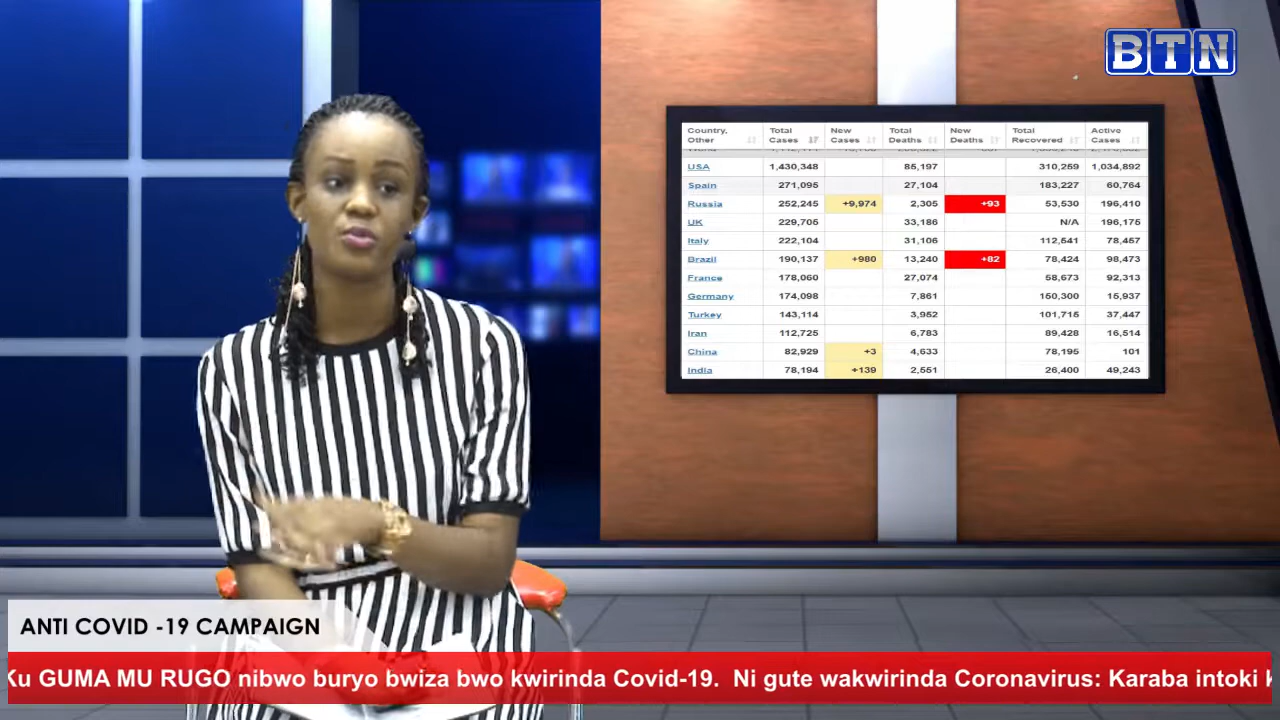 BTN
Country, Other Total Cases New Cases Total Deaths New Deaths Total Recovered Active Cases
USA 1,430,348 85,197 310,259 1,034,892
Spain 271,095 27,104 183,227 60,764
Russia 252,245 +9,974 2,305 +93 53,530 196,410
UK 229,705 33,186 N/A 196,175
Italy 222,104 31,106 112,541 78,457
Brazil 190,137 +980 13,240 +82 78,424 98,473
France 178,060 27,074 58,673 92,313
Germany 174,098 7,861 150,300 15,937
Turkey 143,114 3,952 101,715 37,447
Iran 112,725 6,783 89,428 16,514
China 82,929 +3 4,633 78,195 101
India 78,194 +139 2,551 26,400 49,243
ANTI COVID -19 CAMPAIGN
Ku GUMA MU RUGO nibwo buryo bwiza bwo kwirinda Covid-19. Ni gute wakwirinda Coronavirus: Karaba intoki